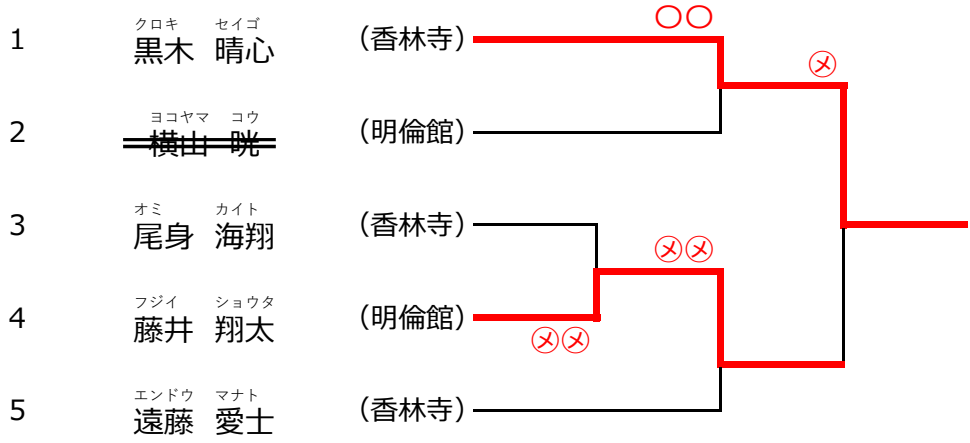 クロキ セイゴ
1 黒木 晴心 (香林寺) 〇〇
㋱
ヨコヤマ コウ
2 横山 晄 (明倫館)
オミ カイト
3 尾身 海翔 (香林寺)
㋱㋱
フジイ ショウタ
4 藤井 翔太 (明倫館)
㋱㋱
エンドウ マナト
5 遠藤 愛士 (香林寺)